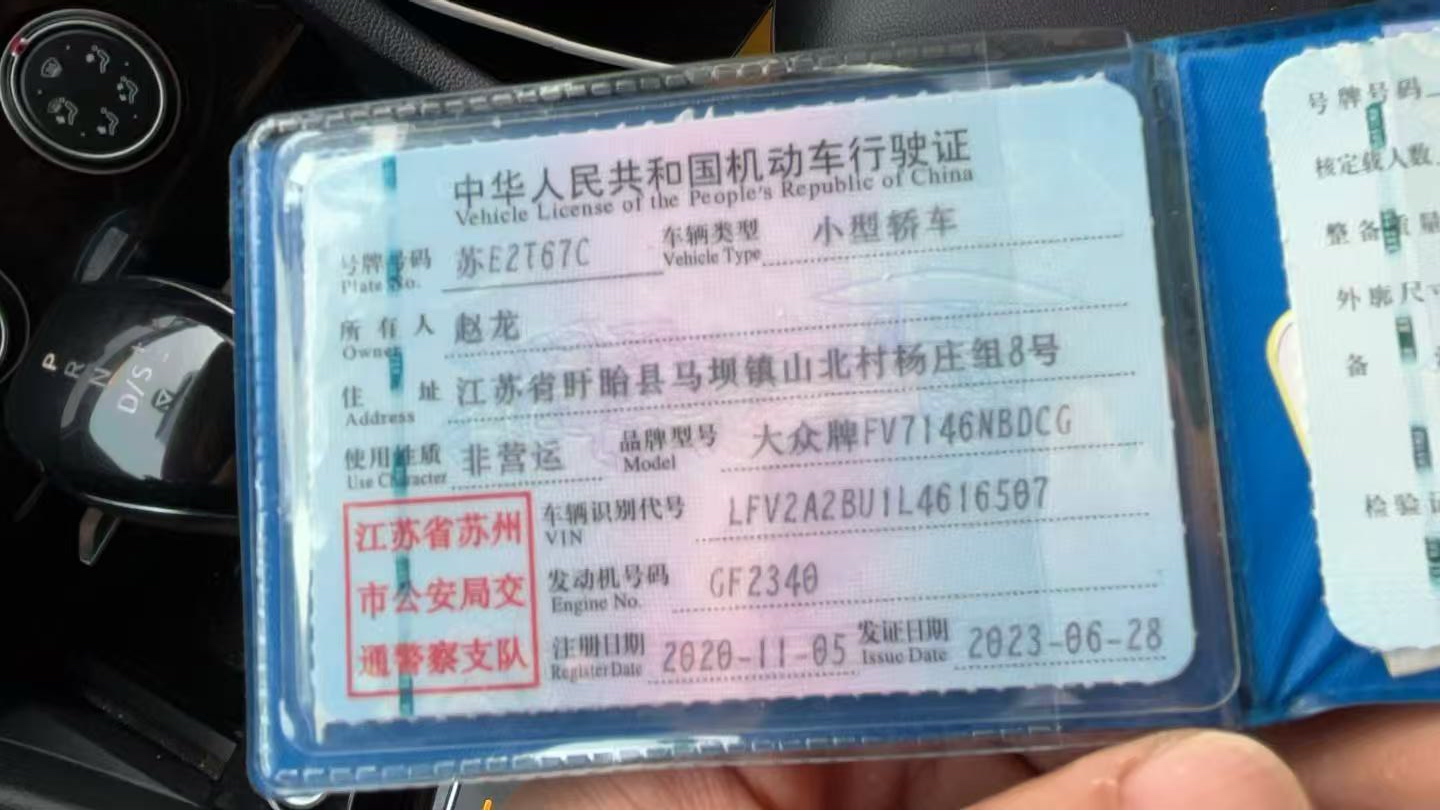 中华人民共和国机动车行驶证
Vehicle License of the People's Republic of China
号牌号码 苏E2T67C 车辆类型 小型轿车
Plate No. Vehicle Type
所有人 赵龙
Owner
住址 江苏省盱眙县马坝镇山北村杨庄组8号
Address
使用性质 非营运 品牌型号 大众牌FV7146NBDCG
Use Character Model
江苏省苏州
市公安局交
通警察支队
车辆识别代号 LFV2A2BU1L4616507
VIN
发动机号码 GF2340
Engine No.
注册日期 2020-11-05 发证日期 2023-06-28
Register Date Issue Date
号牌号码
核定载人数
整备质量
外廓尺寸
备
检验
P
R
N
D/S